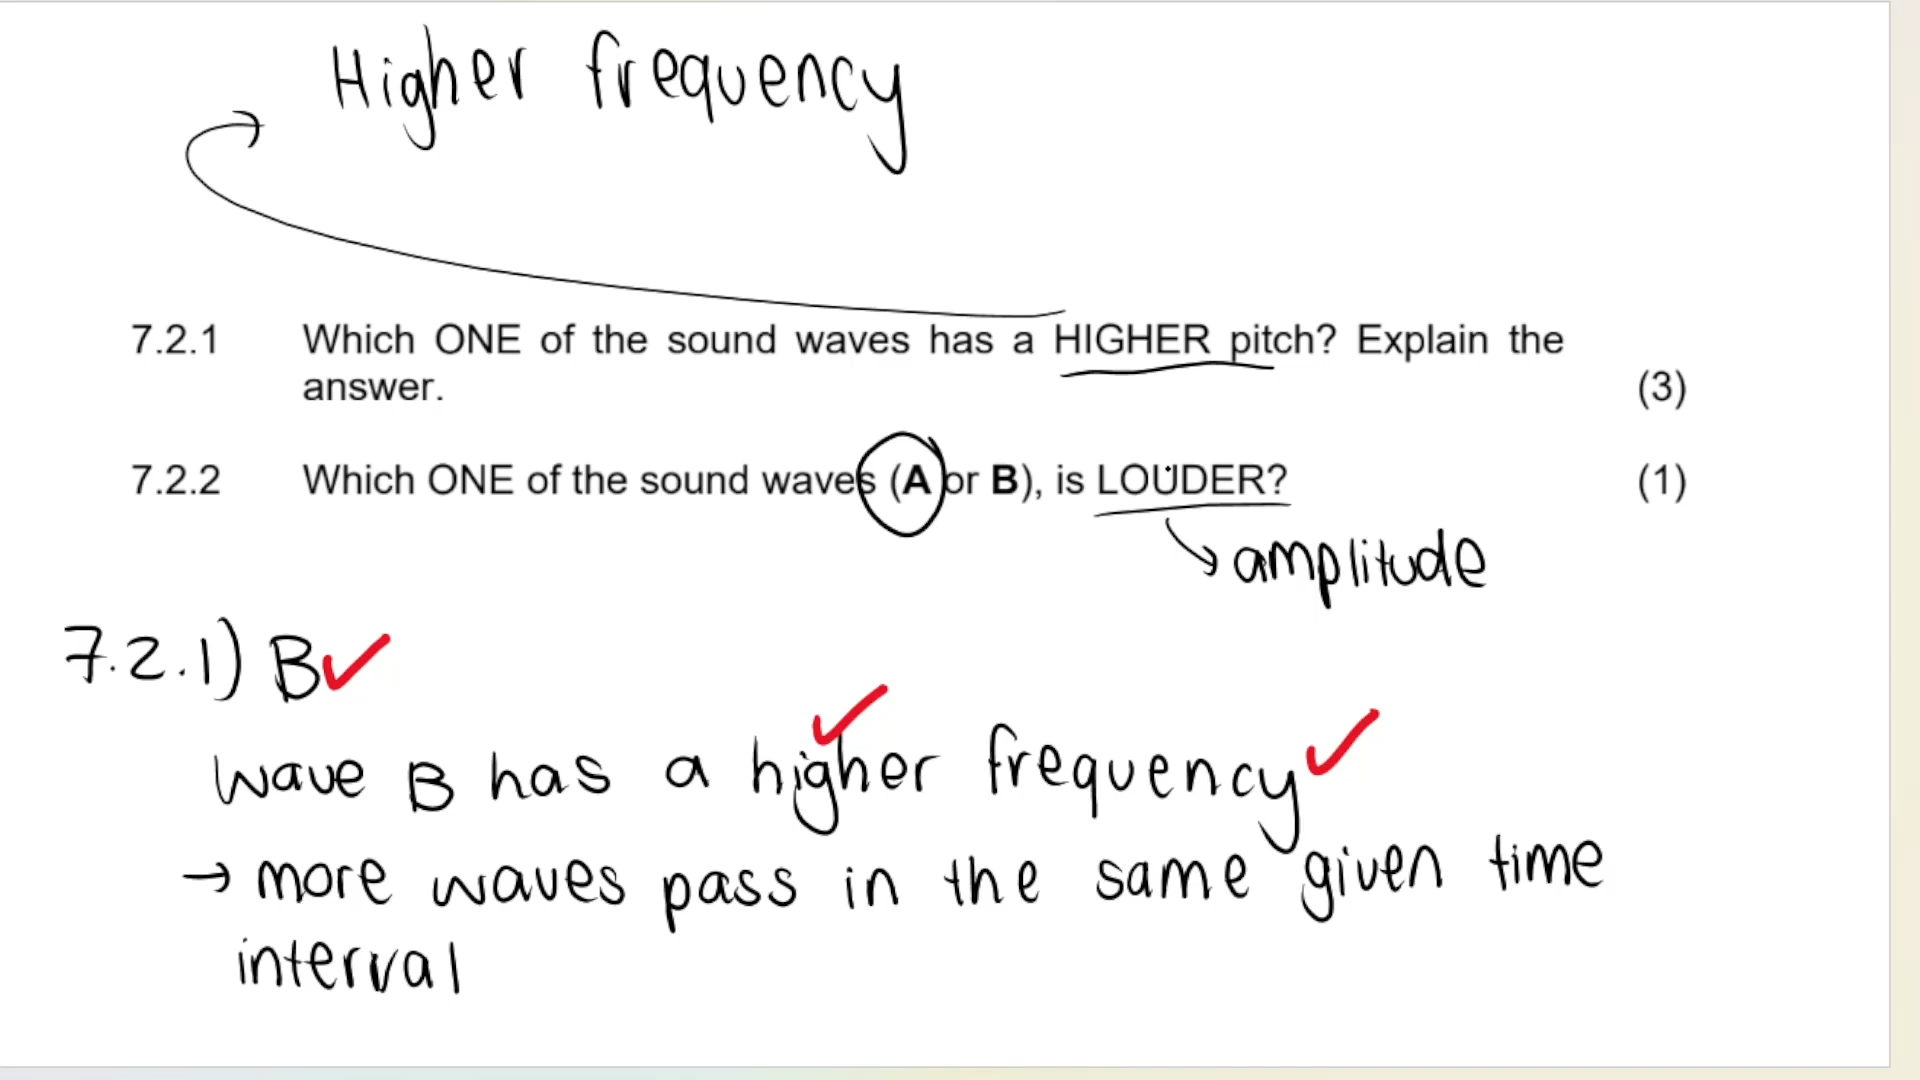 Higher frequency
7.2.1 Which ONE of the sound waves has a HIGHER pitch? Explain the
answer. (3)
7.2.2 Which ONE of the sound waves (A or B), is LOUDER? (1)
amplitude
7.2.1) B
Wave B has a higher frequency
→ more waves pass in the same given time
interval